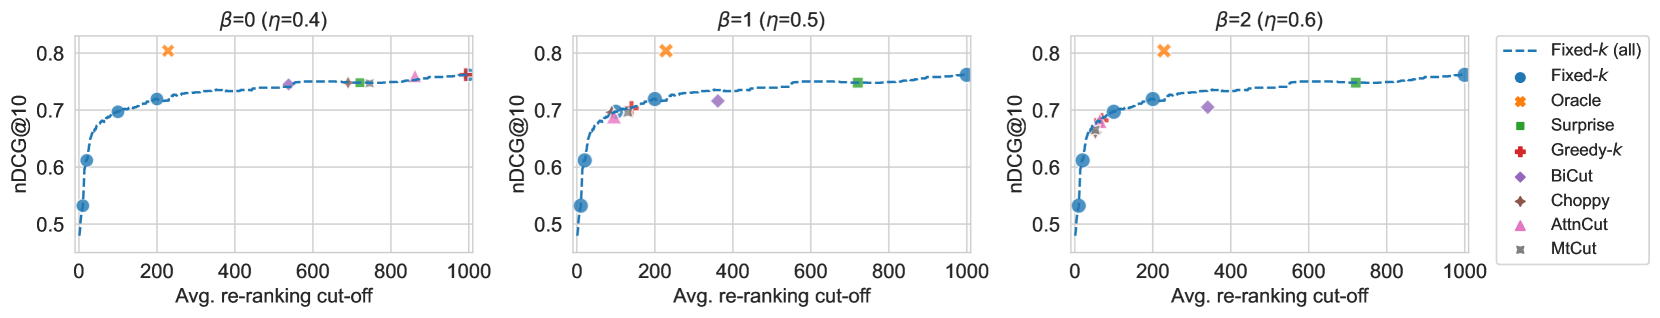 β=0 (η=0.4)
nDCG@10
0.8
0.7
0.6
0.5
0 200 400 600 800 1000
Avg. re-ranking cut-off
β=1 (η=0.5)
nDCG@10
0.8
0.7
0.6
0.5
0 200 400 600 800 1000
Avg. re-ranking cut-off
β=2 (η=0.6)
nDCG@10
0.8
0.7
0.6
0.5
0 200 400 600 800 1000
Avg. re-ranking cut-off
Fixed-k (all)
Fixed-k
Oracle
Surprise
Greedy-k
BiCut
Choppy
AttnCut
MtCut